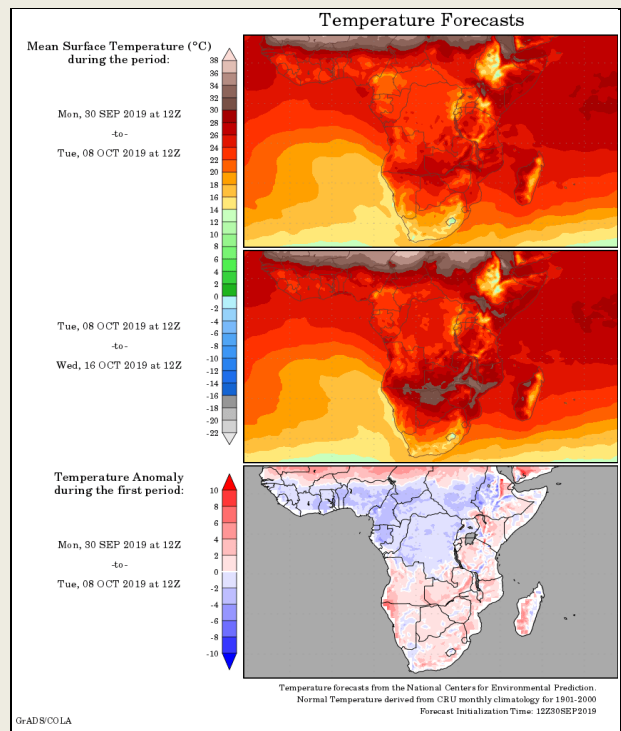 Temperature Forecasts
Mean Surface Temperature (°C)
during the period:
Mon, 30 SEP 2019 at 12Z
-to-
Tue, 08 OCT 2019 at 12Z
38
36
34
32
30
28
26
24
22
20
18
16
14
12
10
8
6
4
2
0
-2
-4
-6
-8
-10
-12
-14
-16
-18
-20
-22
Tue, 08 OCT 2019 at 12Z
-to-
Wed, 16 OCT 2019 at 12Z
Temperature Anomaly
during the first period:
Mon, 30 SEP 2019 at 12Z
-to-
Tue, 08 OCT 2019 at 12Z
10
8
6
4
2
0
-2
-4
-6
-8
-10
Temperature forecasts from the National Centers for Environmental Prediction.
Normal Temperature derived from CRU monthly climatology for 1901-2000
Forecast Initialization Time: 12Z30SEP2019
GrADS/COLA